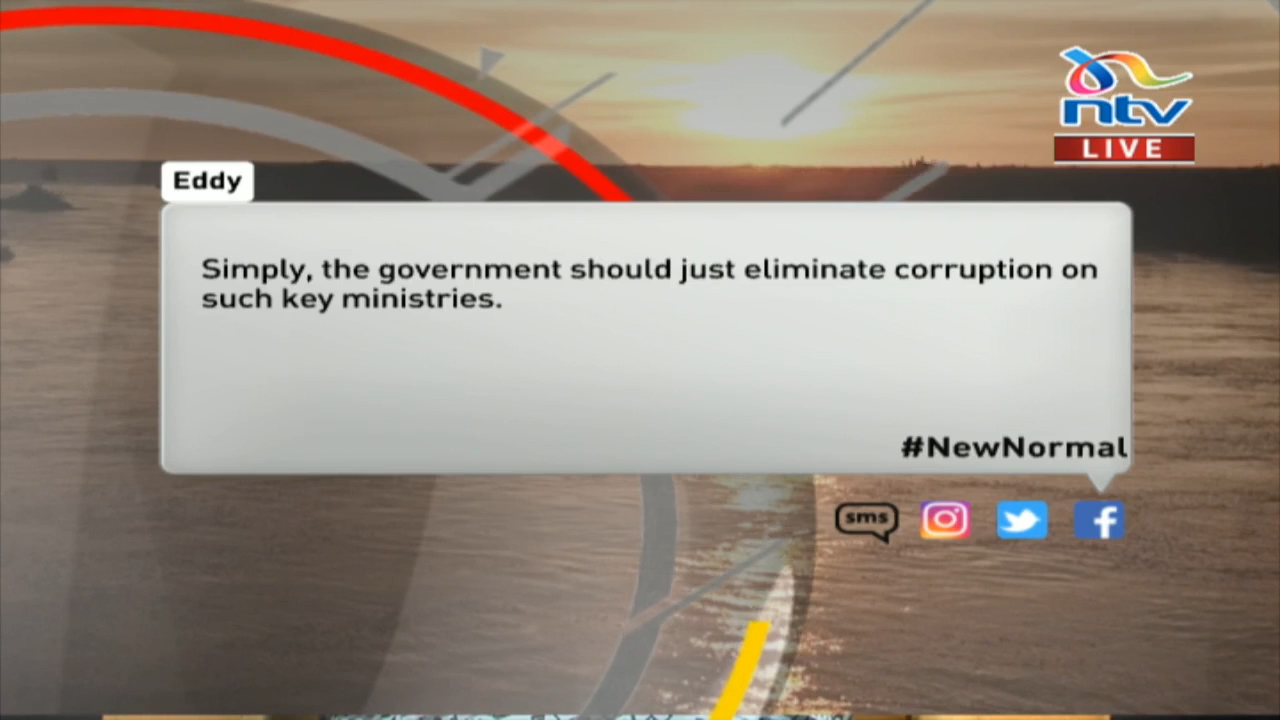 ntv
LIVE
Eddy
Simply, the government should just eliminate corruption on
such key ministries.
#NewNormal
sms